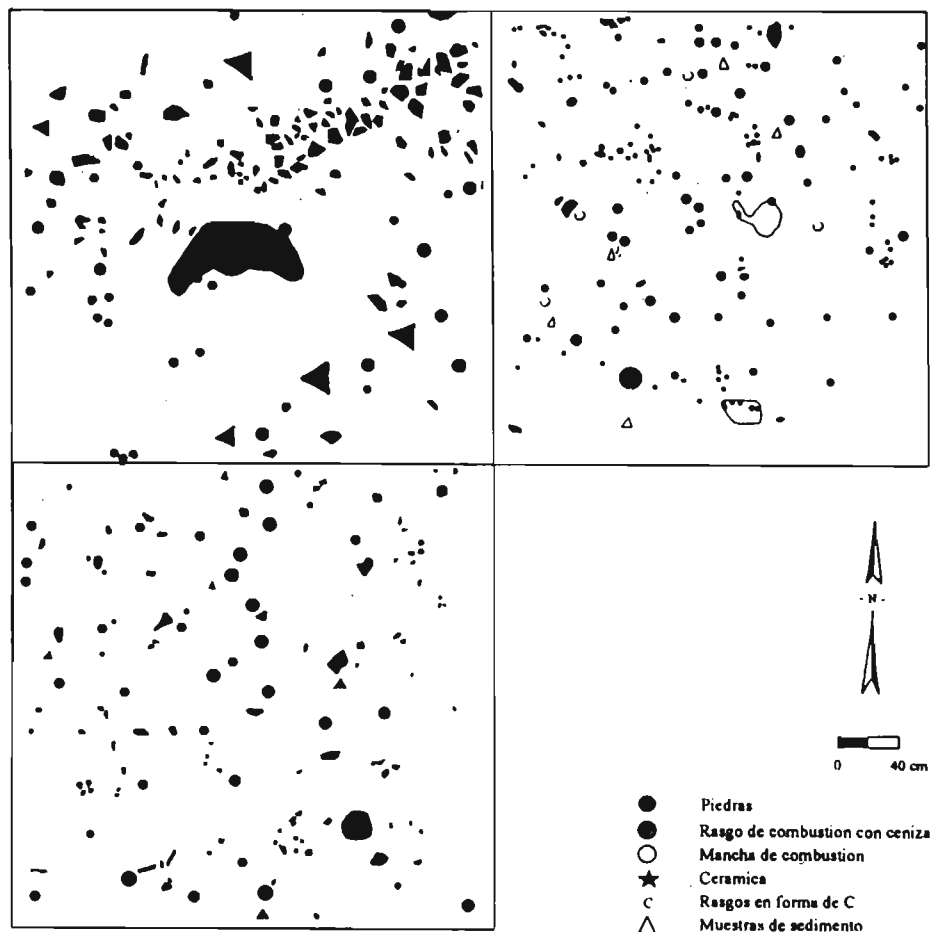 - N -
0 40 cm
Piedras
Rasgo de combustion con ceniza
Mancha de combustion
Ceramica
Rasgos en forma de C
Muestras de sedimento